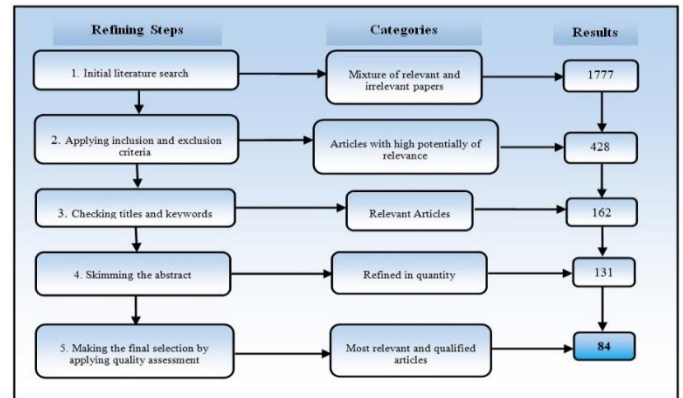 Refining Steps
Categories
Results
1. Initial literature search
Mixture of relevant and
irrelevant papers
1777
2. Applying inclusion and exclusion
criteria
Articles with high potentially of
relevance
428
3. Checking titles and keywords
Relevant Articles
162
4. Skimming the abstract
Refined in quantity
131
5. Making the final selection by
applying quality assessment
Most relevant and qualified
articles
84